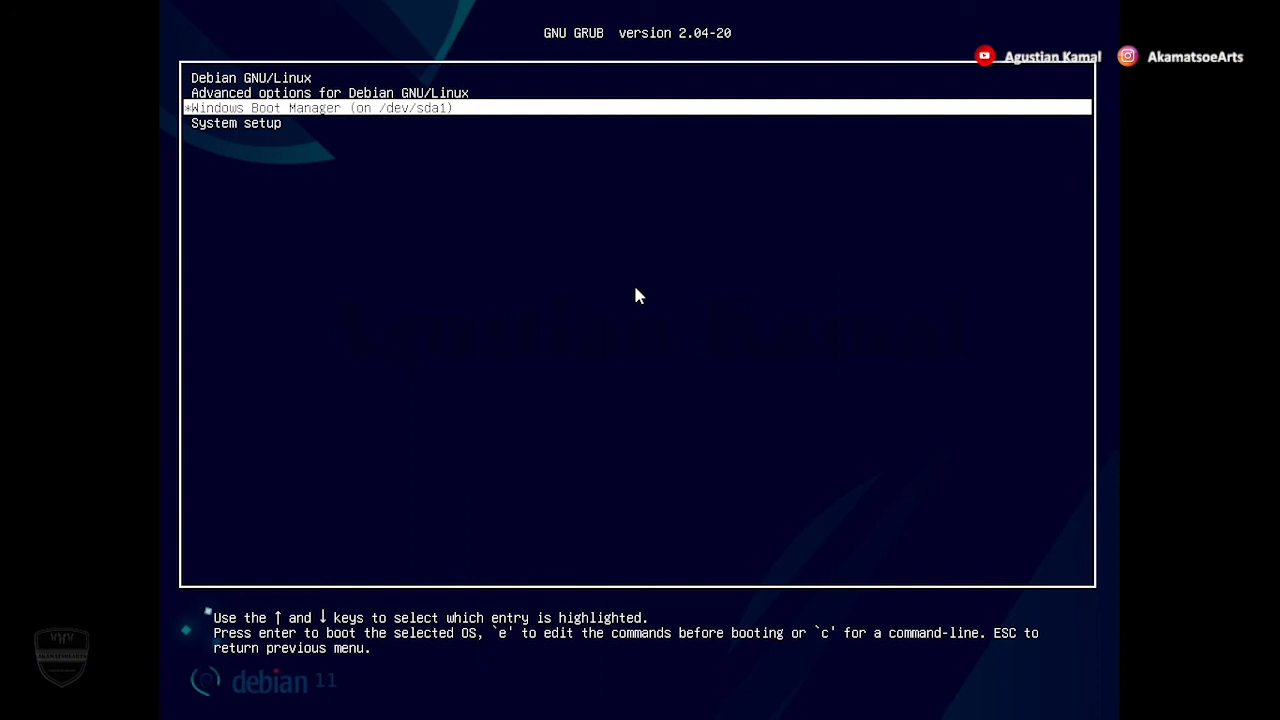 GNU GRUB  version 2.04-20
Agustian Kamal
AkamatsoeArts
Debian GNU/Linux
Advanced options for Debian GNU/Linux
*Windows Boot Manager (on /dev/sda1)
System setup
Use the ↑ and ↓ keys to select which entry is highlighted.
Press enter to boot the selected OS, `e' to edit the commands before booting or `c' for a command-line. ESC to
return previous menu.
debian 11